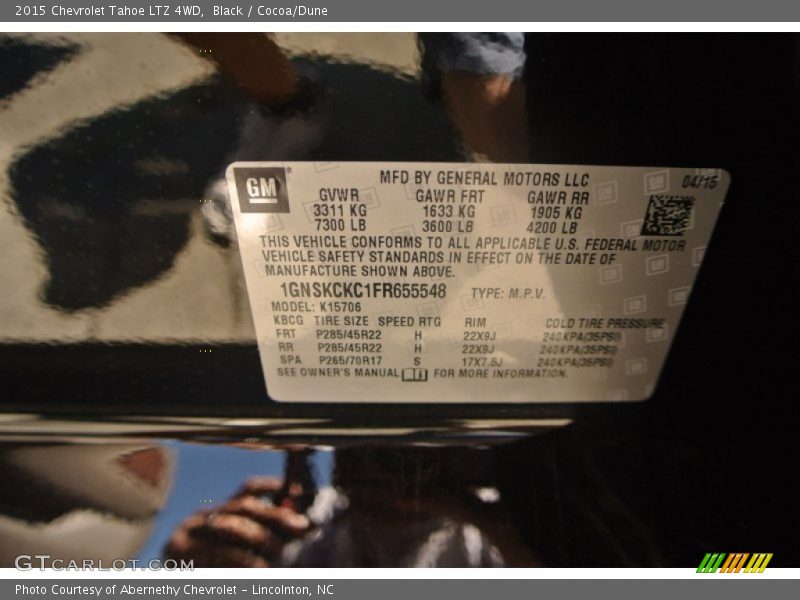 2015 Chevrolet Tahoe LTZ 4WD,  Black / Cocoa/Dune
GM
MFD BY GENERAL MOTORS LLC
04/15
GVWR GAWR FRT GAWR RR
3311 KG 1633 KG 1905 KG
7300 LB 3600 LB 4200 LB
THIS VEHICLE CONFORMS TO ALL APPLICABLE U.S. FEDERAL MOTOR
VEHICLE SAFETY STANDARDS IN EFFECT ON THE DATE OF
MANUFACTURE SHOWN ABOVE.
1GNSKCKC1FR655548 TYPE: M.P.V.
MODEL: K15706
KBCG TIRE SIZE SPEED RTG RIM COLD TIRE PRESSURE
FRT P285/45R22 H 22X9J 240KPA(35PSI)
RR P285/45R22 H 22X9J 240KPA(35PSI)
SPA P265/70R17 S 17X7.5J 240KPA(35PSI)
SEE OWNER'S MANUAL FOR MORE INFORMATION.
GTcarlot.com
Photo Courtesy of Abernethy Chevrolet – Lincolnton, NC